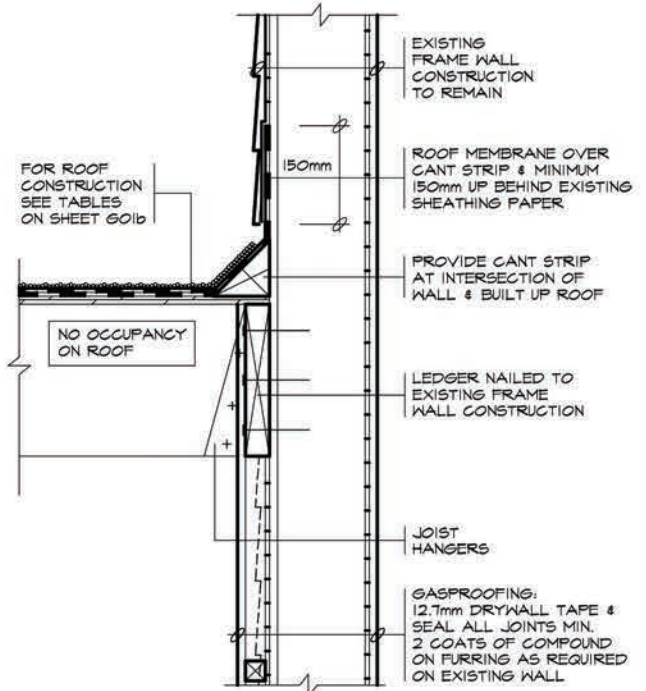 EXISTING
FRAME WALL
CONSTRUCTION
TO REMAIN
150mm
ROOF MEMBRANE OVER
CANT STRIP & MINIMUM
150mm UP BEHIND EXISTING
SHEATHING PAPER
FOR ROOF
CONSTRUCTION
SEE TABLES
ON SHEET G01b
PROVIDE CANT STRIP
AT INTERSECTION OF
WALL & BUILT UP ROOF
NO OCCUPANCY
ON ROOF
LEDGER NAILED TO
EXISTING FRAME
WALL CONSTRUCTION
JOIST
HANGERS
GASPROOFING:
12.7mm DRYWALL TAPE &
SEAL ALL JOINTS MIN.
2 COATS OF COMPOUND
ON FURRING AS REQUIRED
ON EXISTING WALL